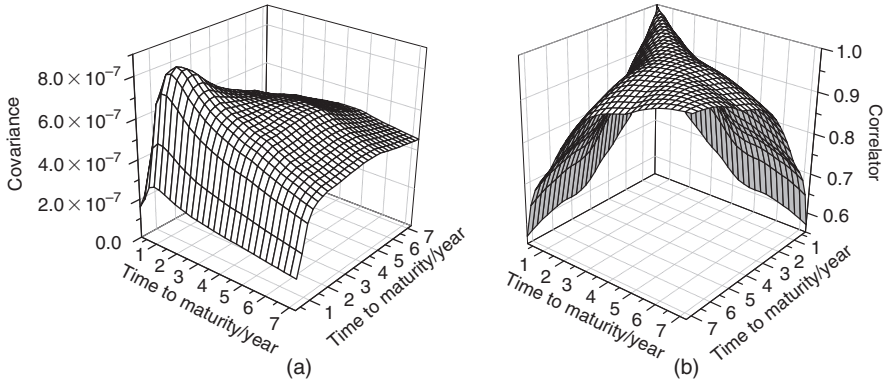 Covariance
8.0 × 10⁻⁷
6.0 × 10⁻⁷
4.0 × 10⁻⁷
2.0 × 10⁻⁷
0.0
1 2 3 4 5 6 7
Time to maturity/year
1 2 3 4 5 6 7
Time to maturity/year
(a)
1.0
0.9
0.8
0.7
0.6
Correlator
1 2 3 4 5 6 7
Time to maturity/year
7 6 5 4 3 2 1
Time to maturity/year
(b)